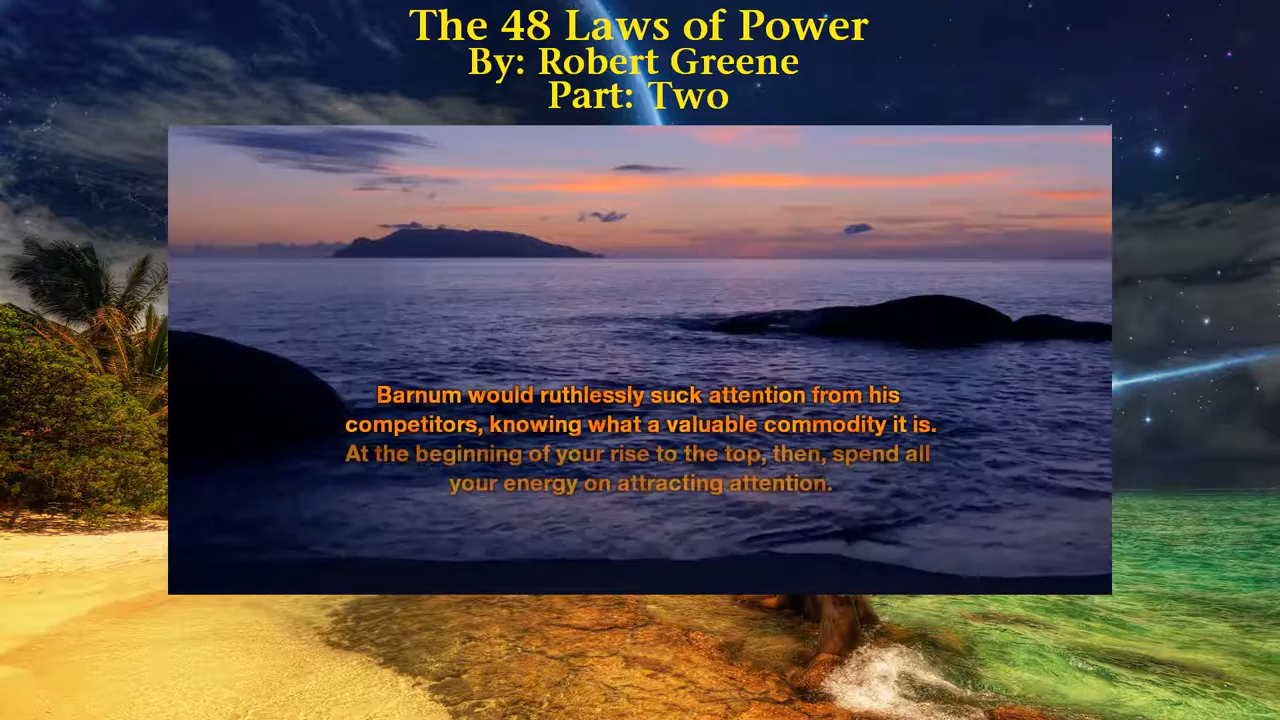 The 48 Laws of Power
By: Robert Greene
Part: Two
Barnum would ruthlessly suck attention from his
competitors, knowing what a valuable commodity it is.
At the beginning of your rise to the top, then, spend all
your energy on attracting attention.